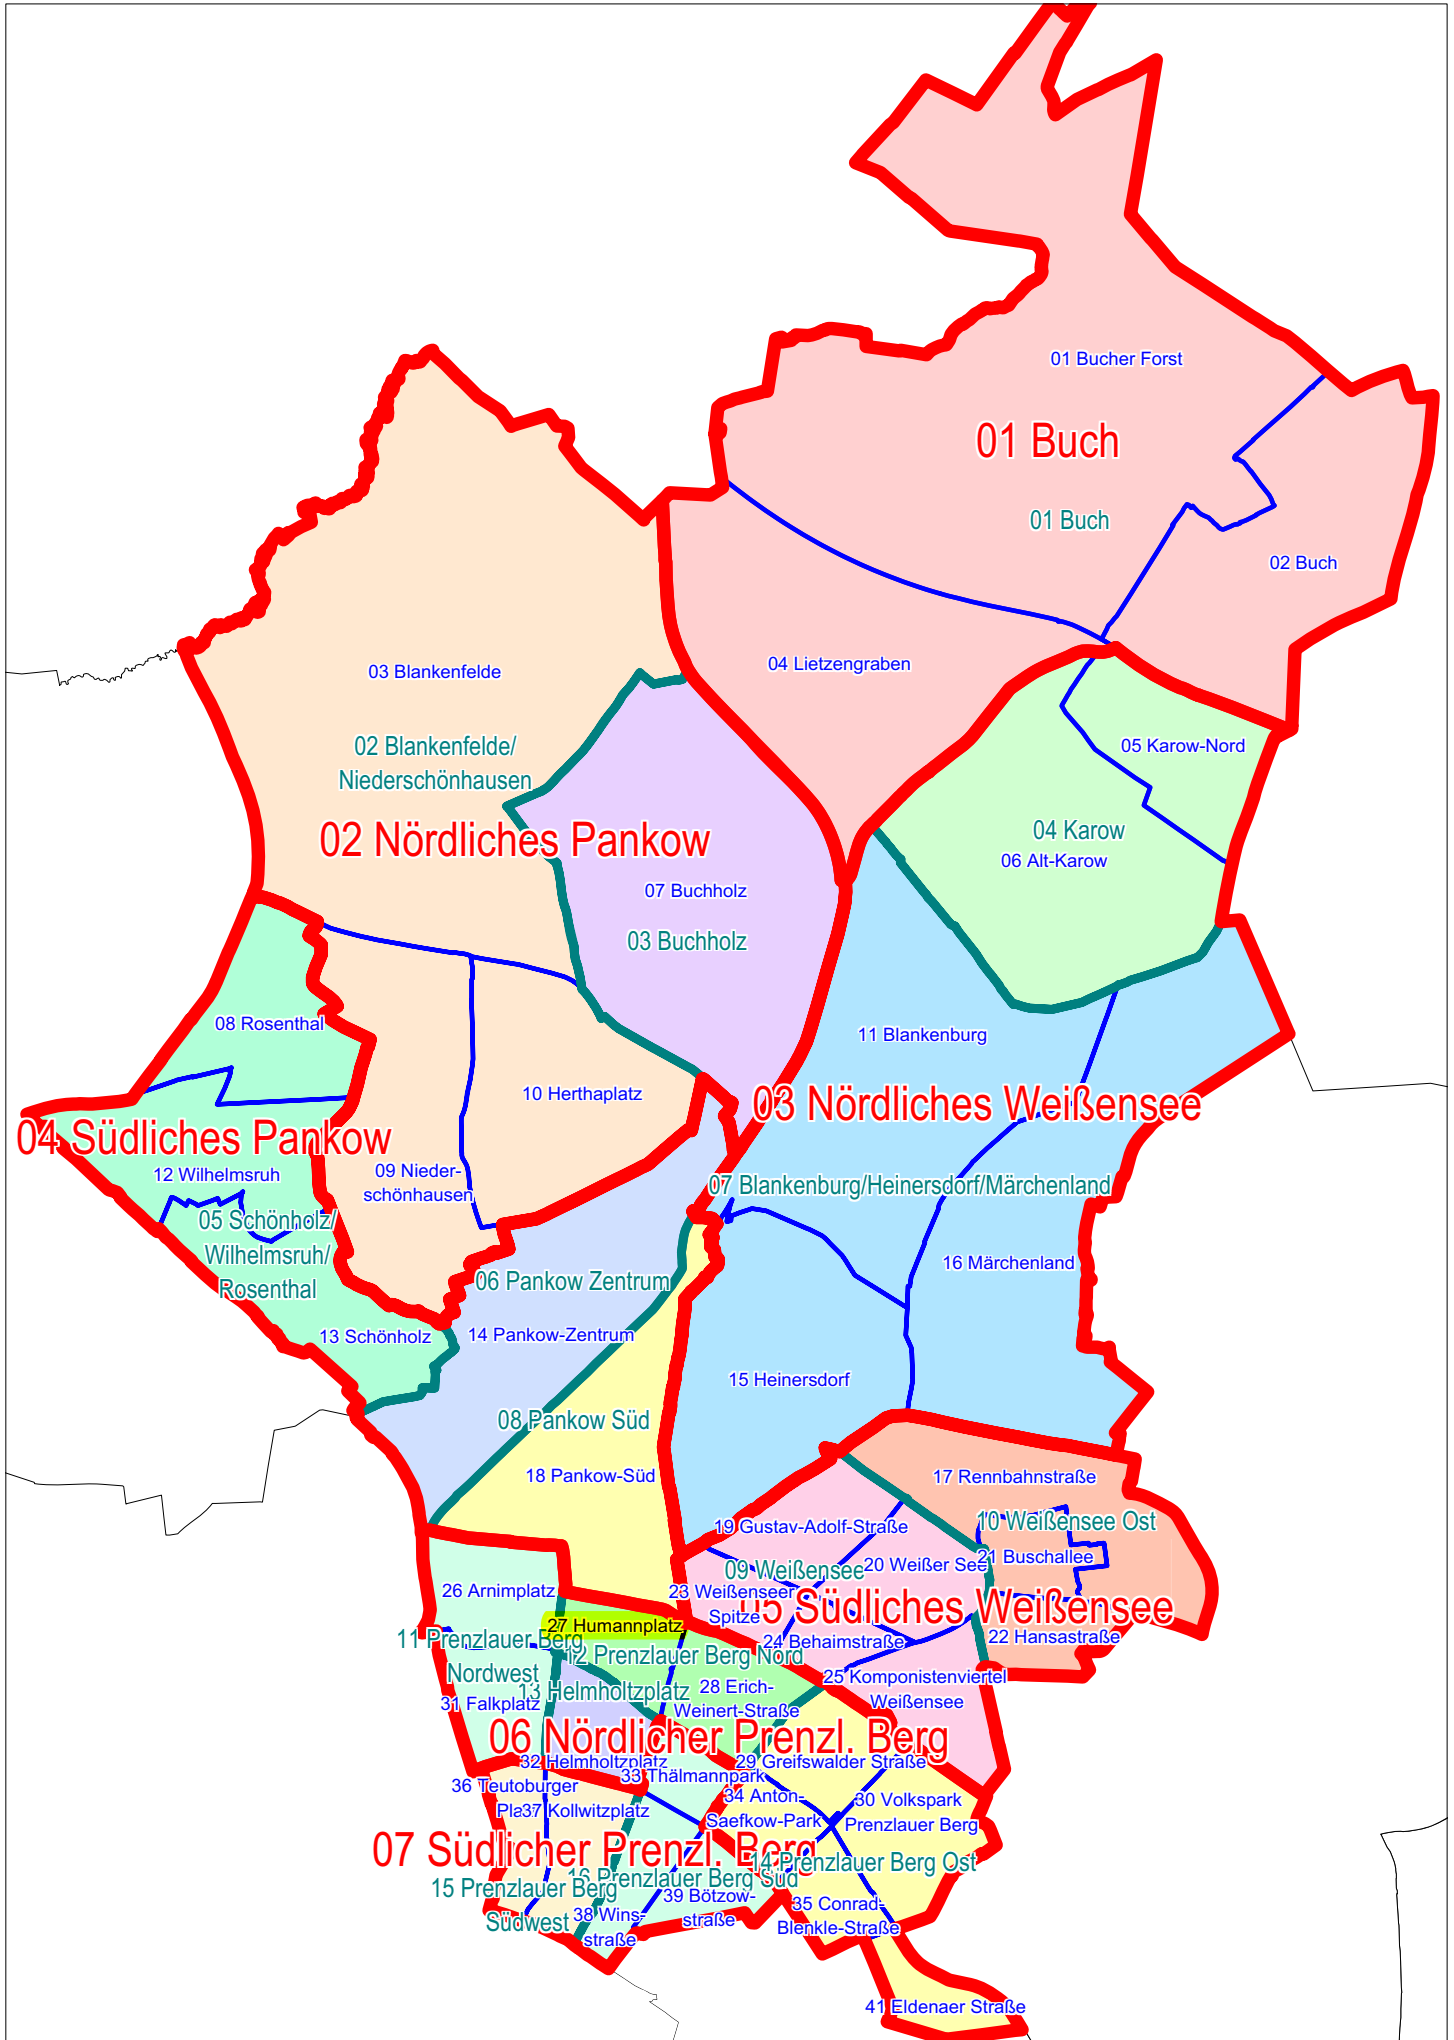 01 Bucher Forst
01 Buch
01 Buch
02 Buch
04 Lietzengraben
03 Blankenfelde
02 Blankenfelde/
Niederschönhausen
05 Karow-Nord
02 Nördliches Pankow
04 Karow
06 Alt-Karow
07 Buchholz
03 Buchholz
08 Rosenthal
11 Blankenburg
10 Herthaplatz
03 Nördliches Weißensee
04 Südliches Pankow
12 Wilhelmsruh
09 Nieder-
schönhausen
07 Blankenburg/Heinersdorf/Märchenland
05 Schönholz/
Wilhelmsruh/
Rosenthal
16 Märchenland
06 Pankow Zentrum
13 Schönholz
14 Pankow-Zentrum
15 Heinersdorf
08 Pankow Süd
18 Pankow-Süd
17 Rennbahnstraße
19 Gustav-Adolf-Straße
10 Weißensee Ost
21 Buschallee
20 Weißer See
09 Weißensee
26 Arnimplatz
23 Weißenseer
Spitze
05 Südliches Weißensee
27 Humannplatz
11 Prenzlauer Berg
Nordwest
24 Behaimstraße
22 Hansastraße
12 Prenzlauer Berg Nord
25 Komponistenviertel
Weißensee
13 Helmholtzplatz
28 Erich-
Weinert-Straße
31 Falkplatz
06 Nördlicher Prenzl. Berg
32 Helmholtzplatz
29 Greifswalder Straße
33 Thälmannpark
36 Teutoburger
Platz
37 Kollwitzplatz
34 Anton-
Saefkow-Park
30 Volkspark
Prenzlauer Berg
07 Südlicher Prenzl. Berg
14 Prenzlauer Berg Ost
16 Prenzlauer Berg Süd
15 Prenzlauer Berg
Südwest
39 Bötzow-
straße
38 Wins-
straße
35 Conrad-
Blenkle-Straße
41 Eldenaer Straße